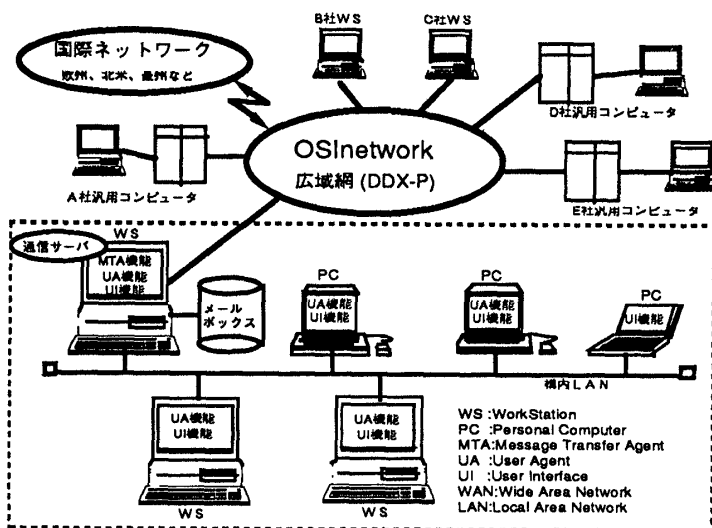 B社WS
C社WS
国際ネットワーク
欧州、北米、豪州など
D社汎用コンピュータ
OSInetwork
広域網 (DDX-P)
A社汎用コンピュータ
E社汎用コンピュータ
WS
通信サーバ
MTA機能
UA機能
UI機能
メール
ボックス
PC
UA機能
UI機能
PC
UA機能
UI機能
PC
UI機能
構内LAN
UA機能
UI機能
WS
UA機能
UI機能
WS
WS :WorkStation
PC :Personal Computer
MTA:Message Transfer Agent
UA :User Agent
UI :User Interface
WAN:Wide Area Network
LAN:Local Area Network